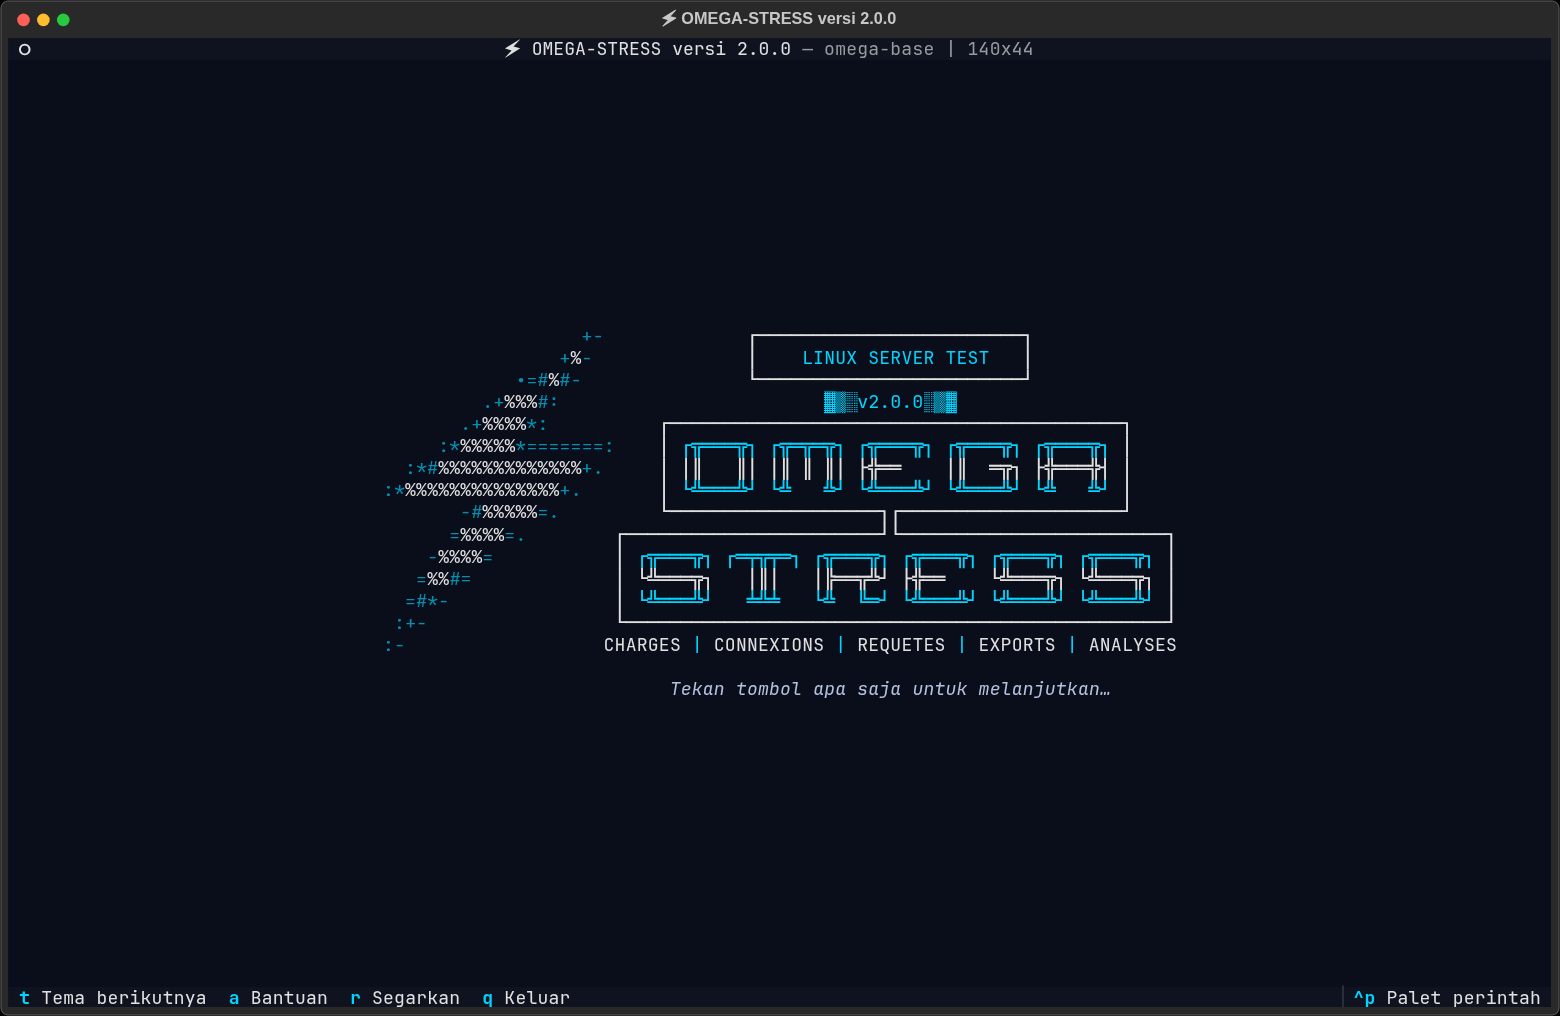 ⚡ OMEGA-STRESS versi 2.0.0
⚡ OMEGA-STRESS versi 2.0.0 — omega-base | 140x44
LINUX SERVER TEST
v2.0.0
OMEGA
STRESS
CHARGES | CONNEXIONS | REQUETES | EXPORTS | ANALYSES
Tekan tombol apa saja untuk melanjutkan…
t Tema berikutnya a Bantuan r Segarkan q Keluar ^p Palet perintah